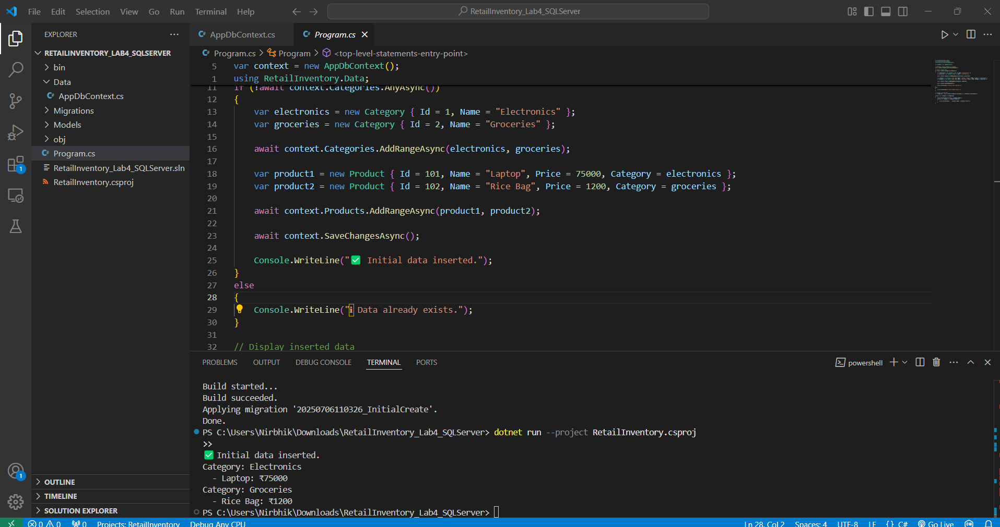 File Edit Selection View Go Run Terminal Help
RetailInventory_Lab4_SQLServer
EXPLORER
RETAILINVENTORY_LAB4_SQLSERVER
bin
Data
AppDbContext.cs
Migrations
Models
obj
Program.cs
RetailInventory_Lab4_SQLServer.sln
RetailInventory.csproj
OUTLINE
TIMELINE
SOLUTION EXPLORER
1
1
AppDbContext.cs Program.cs
Program.cs > Program > <top-level-statements-entry-point>
5 var context = new AppDbContext();
1 using RetailInventory.Data;
11 if (!await context.Categories.AnyAsync())
12 {
13 var electronics = new Category { Id = 1, Name = "Electronics" };
14 var groceries = new Category { Id = 2, Name = "Groceries" };
15
16 await context.Categories.AddRangeAsync(electronics, groceries);
17
18 var product1 = new Product { Id = 101, Name = "Laptop", Price = 75000, Category = electronics };
19 var product2 = new Product { Id = 102, Name = "Rice Bag", Price = 1200, Category = groceries };
20
21 await context.Products.AddRangeAsync(product1, product2);
22
23 await context.SaveChangesAsync();
24
25 Console.WriteLine("✅ Initial data inserted.");
26 }
27 else
28 {
29 Console.WriteLine("ℹ Data already exists.");
30 }
31
32 // Display inserted data
PROBLEMS OUTPUT DEBUG CONSOLE TERMINAL PORTS
powershell
Build started...
Build succeeded.
Applying migration '20250706110326_InitialCreate'.
Done.
PS C:\Users\Nirbhik\Downloads\RetailInventory_Lab4_SQLServer> dotnet run --project RetailInventory.csproj
>>
✅ Initial data inserted.
Category: Electronics
- Laptop: ₹75000
Category: Groceries
- Rice Bag: ₹1200
PS C:\Users\Nirbhik\Downloads\RetailInventory_Lab4_SQLServer>
0 0 0 Projects: RetailInventory Debug Any CPU Ln 28, Col 2 Spaces: 4 UTF-8 LF {} C# Go Live